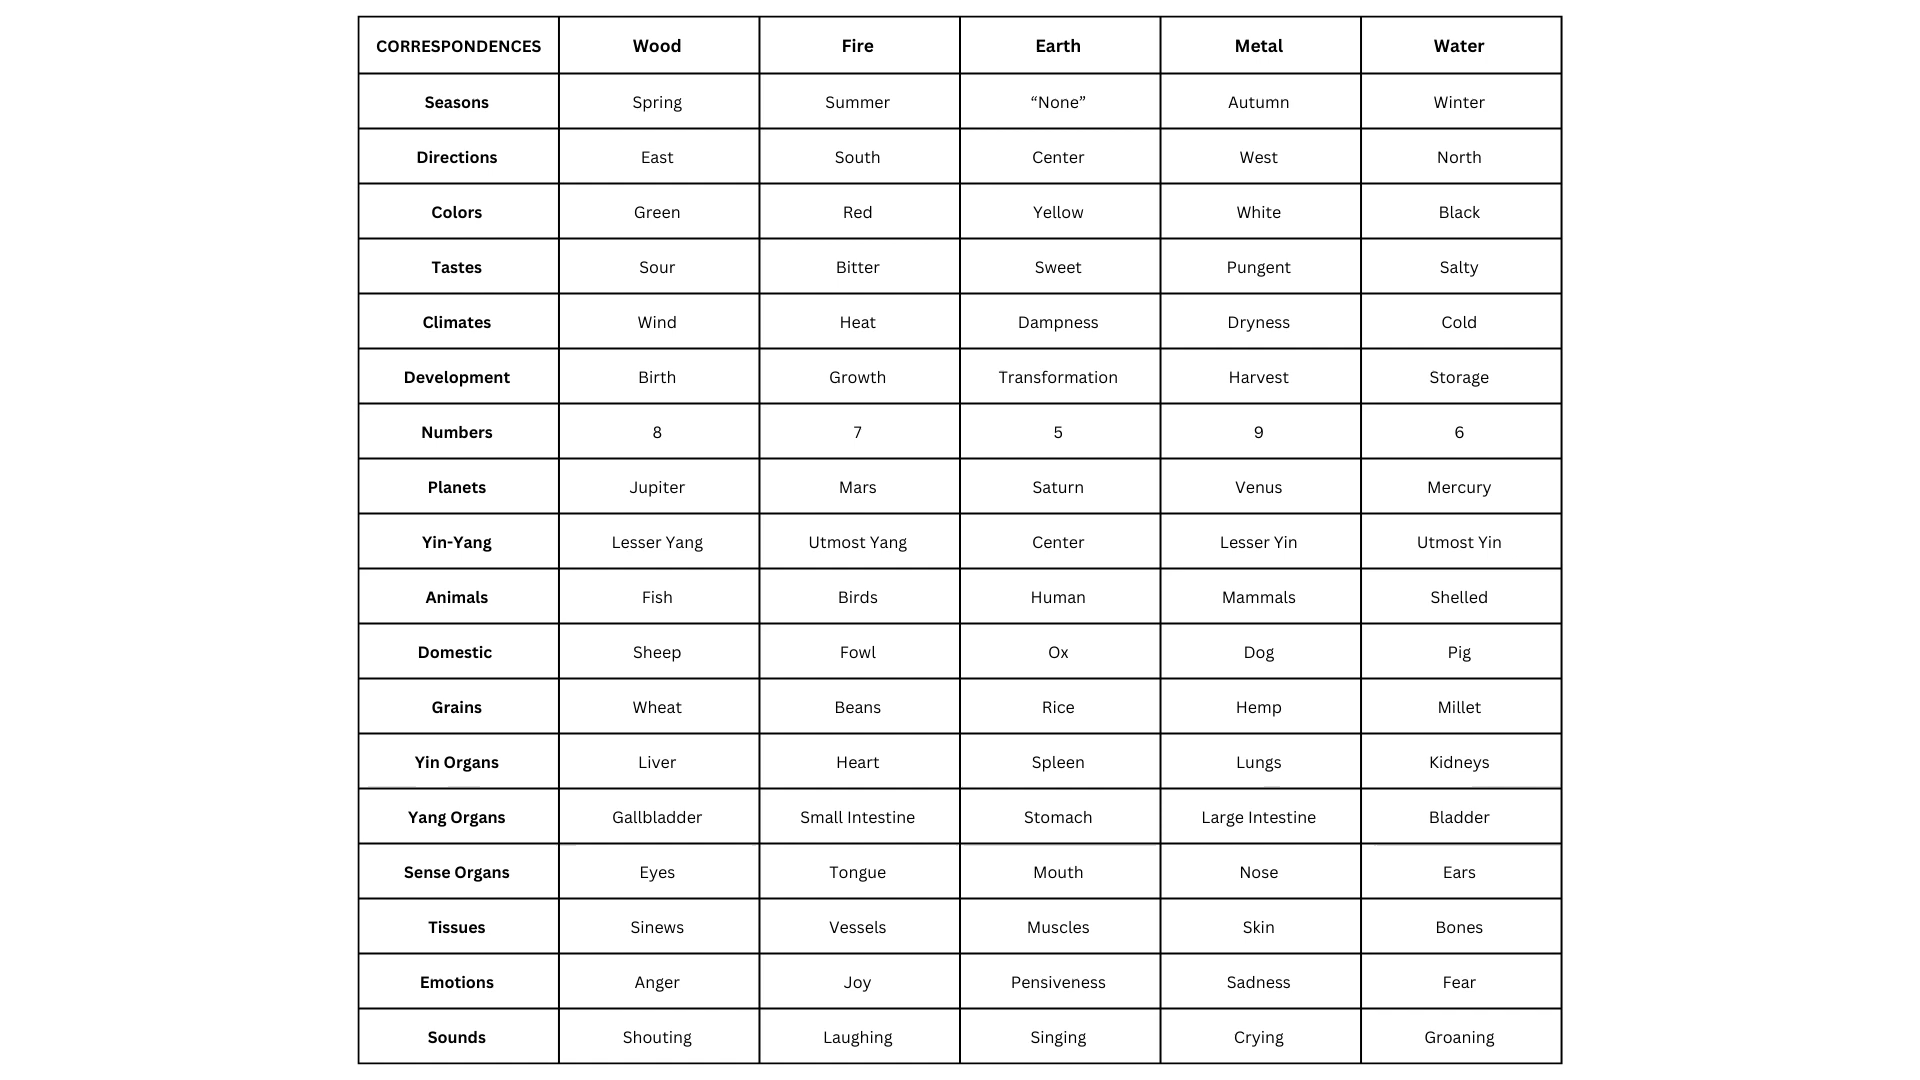 CORRESPONDENCES Wood Fire Earth Metal Water
Seasons Spring Summer “None” Autumn Winter
Directions East South Center West North
Colors Green Red Yellow White Black
Tastes Sour Bitter Sweet Pungent Salty
Climates Wind Heat Dampness Dryness Cold
Development Birth Growth Transformation Harvest Storage
Numbers 8 7 5 9 6
Planets Jupiter Mars Saturn Venus Mercury
Yin-Yang Lesser Yang Utmost Yang Center Lesser Yin Utmost Yin
Animals Fish Birds Human Mammals Shelled
Domestic Sheep Fowl Ox Dog Pig
Grains Wheat Beans Rice Hemp Millet
Yin Organs Liver Heart Spleen Lungs Kidneys
Yang Organs Gallbladder Small Intestine Stomach Large Intestine Bladder
Sense Organs Eyes Tongue Mouth Nose Ears
Tissues Sinews Vessels Muscles Skin Bones
Emotions Anger Joy Pensiveness Sadness Fear
Sounds Shouting Laughing Singing Crying Groaning